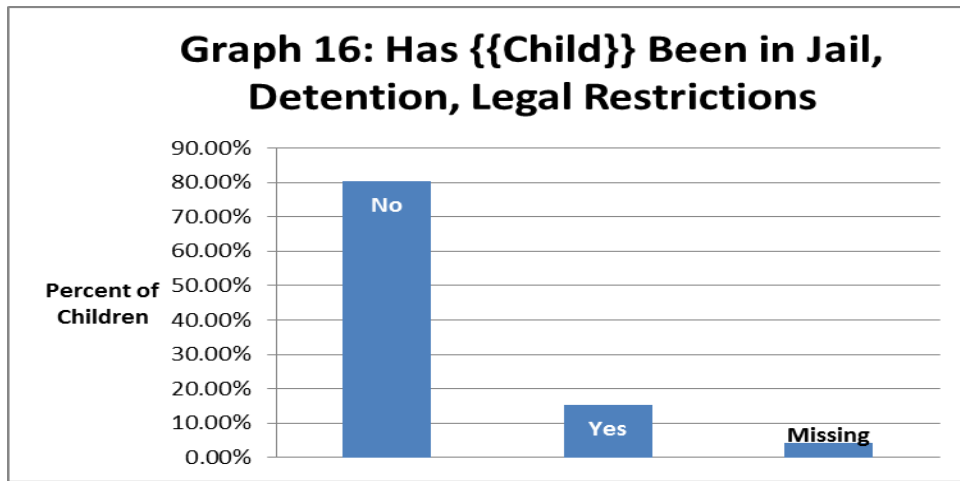 Graph 16: Has {{Child}} Been in Jail,
Detention, Legal Restrictions
90.00%
80.00%
70.00%
60.00%
50.00%
40.00%
30.00%
20.00%
10.00%
0.00%
Percent of
Children
No
Yes
Missing